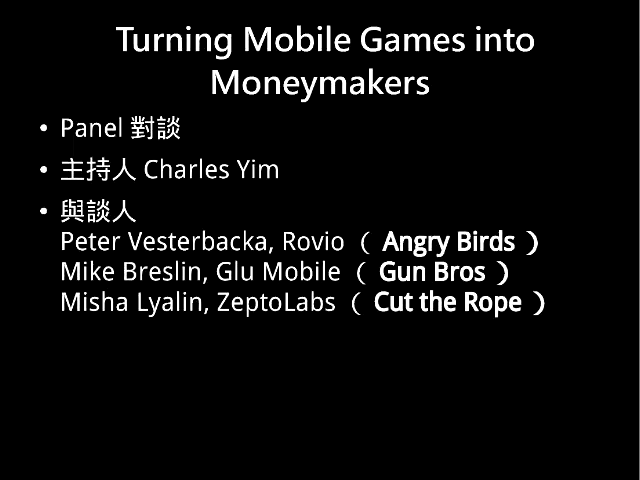 Turning Mobile Games into
Moneymakers
• Panel 對談
• 主持人 Charles Yim
• 與談人
Peter Vesterbacka, Rovio （ Angry Birds ）
Mike Breslin, Glu Mobile （ Gun Bros ）
Misha Lyalin, ZeptoLabs （ Cut the Rope ）